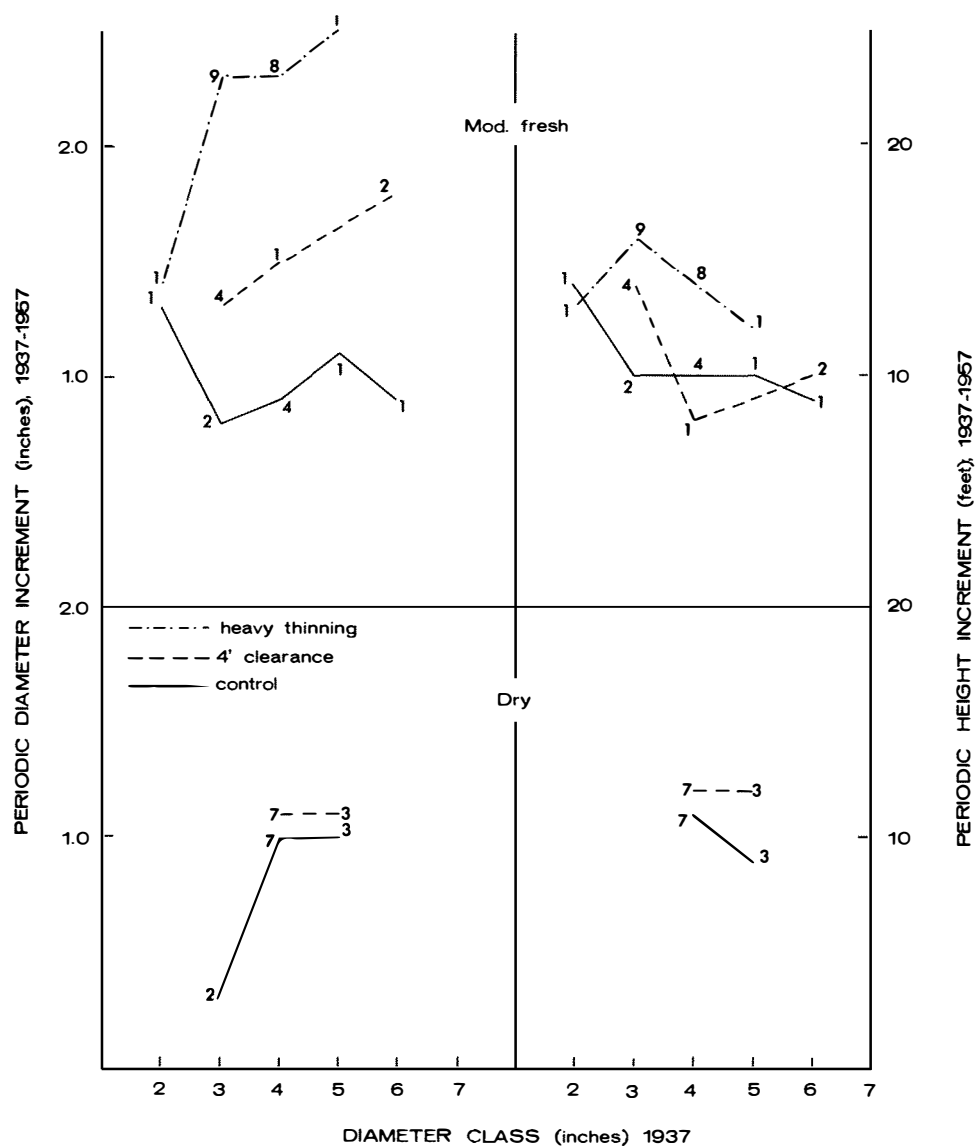 1
9 8
Mod. fresh
2.0 20
2
9
1
8
4
1
1
1
1
4
1
1
1.0 10
2 4 1
1
2 4 1 2
1
1
PERIODIC DIAMETER INCREMENT (inches), 1937-1957
PERIODIC HEIGHT INCREMENT (feet), 1937-1957
2.0 20
heavy thinning
4' clearance
control
Dry
7 3
7 3
1.0 10
7 3
7
3
2
2 3 4 5 6 7 2 3 4 5 6 7
DIAMETER CLASS (inches) 1937